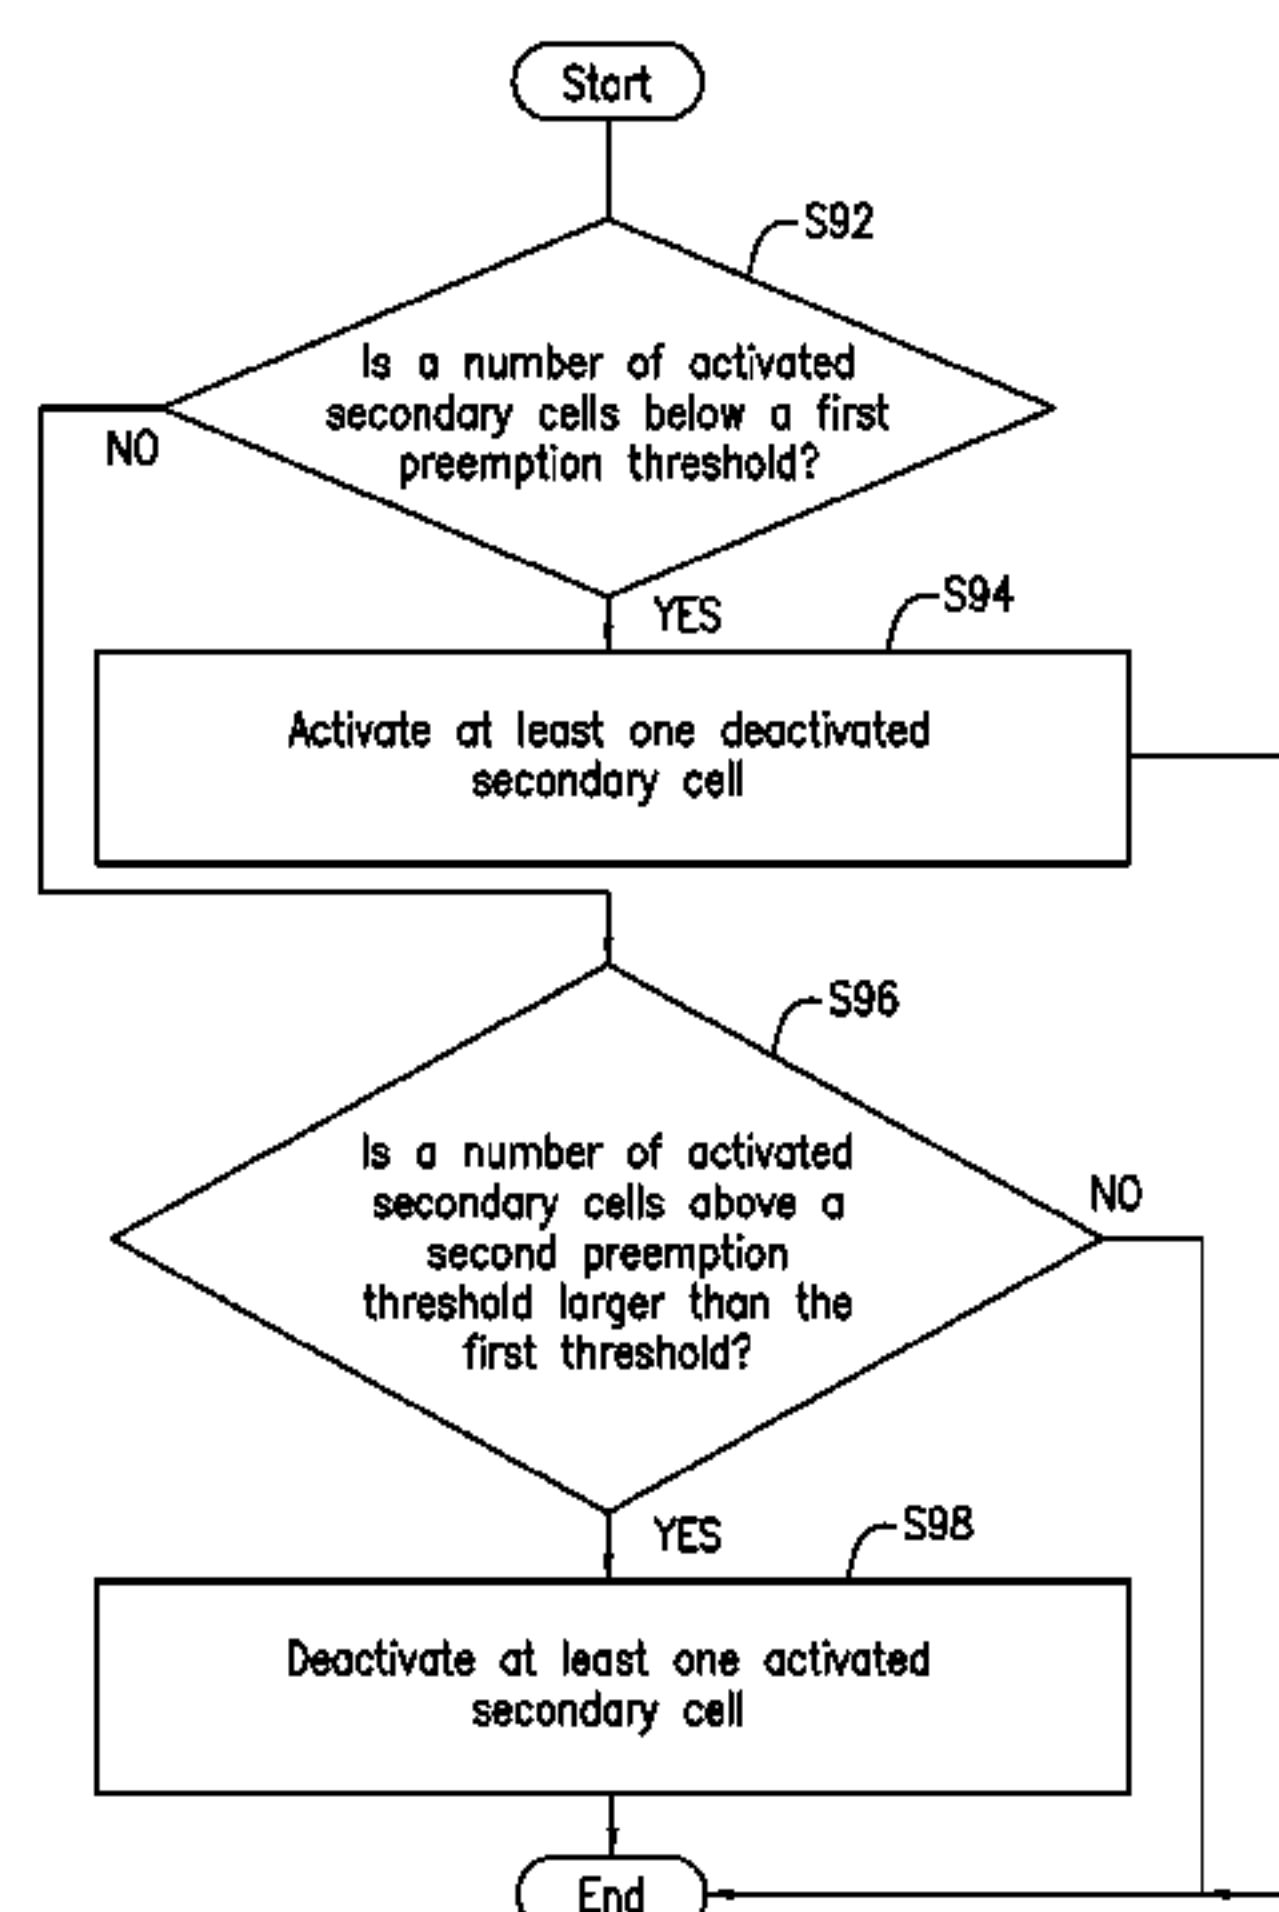 Start
S92
Is a number of activated
secondary cells below a first
preemption threshold?
NO
YES
S94
Activate at least one deactivated
secondary cell
S96
Is a number of activated
secondary cells above a
second preemption
threshold larger than the
first threshold?
NO
YES
S98
Deactivate at least one activated
secondary cell
End